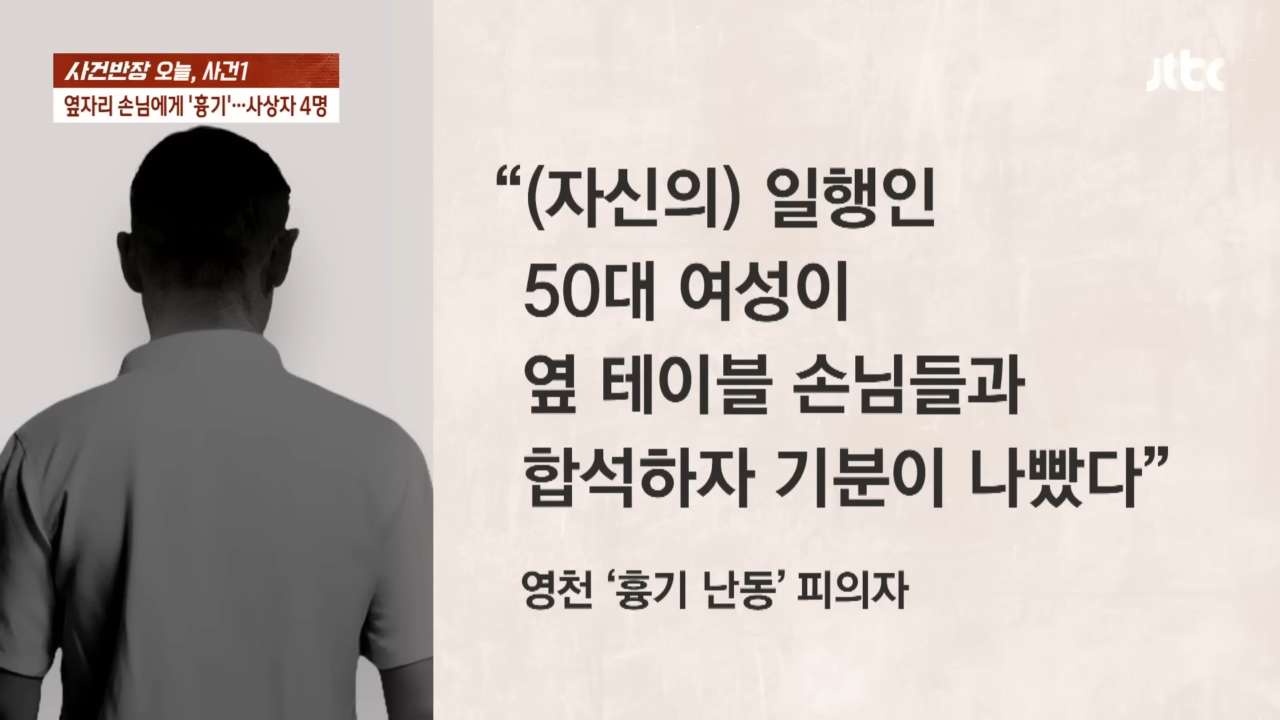 사건반장 오늘, 사건1
옆자리 손님에게 '흉기'…사상자 4명
jtbc
“(자신의) 일행인
50대 여성이
옆 테이블 손님들과
합석하자 기분이 나빴다”
영천 ‘흉기 난동’ 피의자